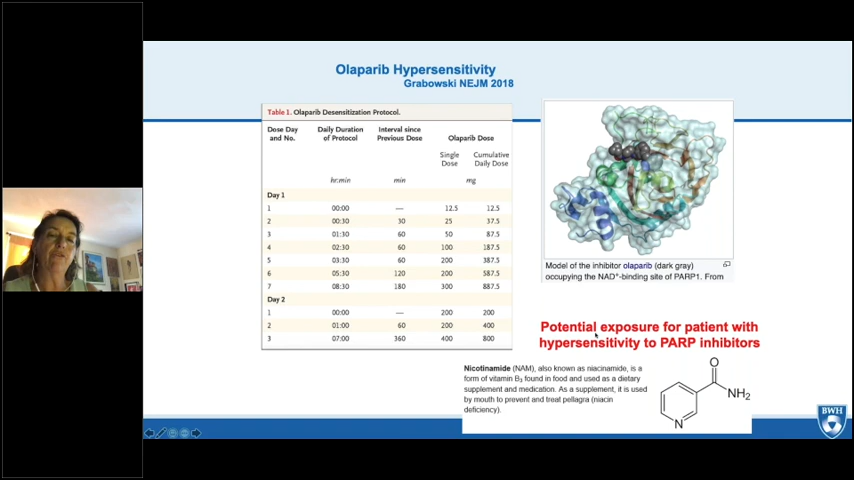 Olaparib Hypersensitivity
Grabowski NEJM 2018
Table 1. Olaparib Desensitization Protocol.
Dose Day and No. Daily Duration of Protocol Interval since Previous Dose Olaparib Dose
Single Dose Cumulative Daily Dose
hr:min min mg
Day 1
1 00:00 — 12.5 12.5
2 00:30 30 25 37.5
3 01:30 60 50 87.5
4 02:30 60 100 187.5
5 03:30 60 200 387.5
6 05:30 120 200 587.5
7 08:30 180 300 887.5
Day 2
1 00:00 — 200 200
2 01:00 60 200 400
3 07:00 360 400 800
Model of the inhibitor olaparib (dark gray)
occupying the NAD⁺-binding site of PARP1. From
Potential exposure for patient with
hypersensitivity to PARP inhibitors
Nicotinamide (NAM), also known as niacinamide, is a
form of vitamin B₃ found in food and used as a dietary
supplement and medication. As a supplement, it is used
by mouth to prevent and treat pellagra (niacin
deficiency).
O
NH₂
N
BWH